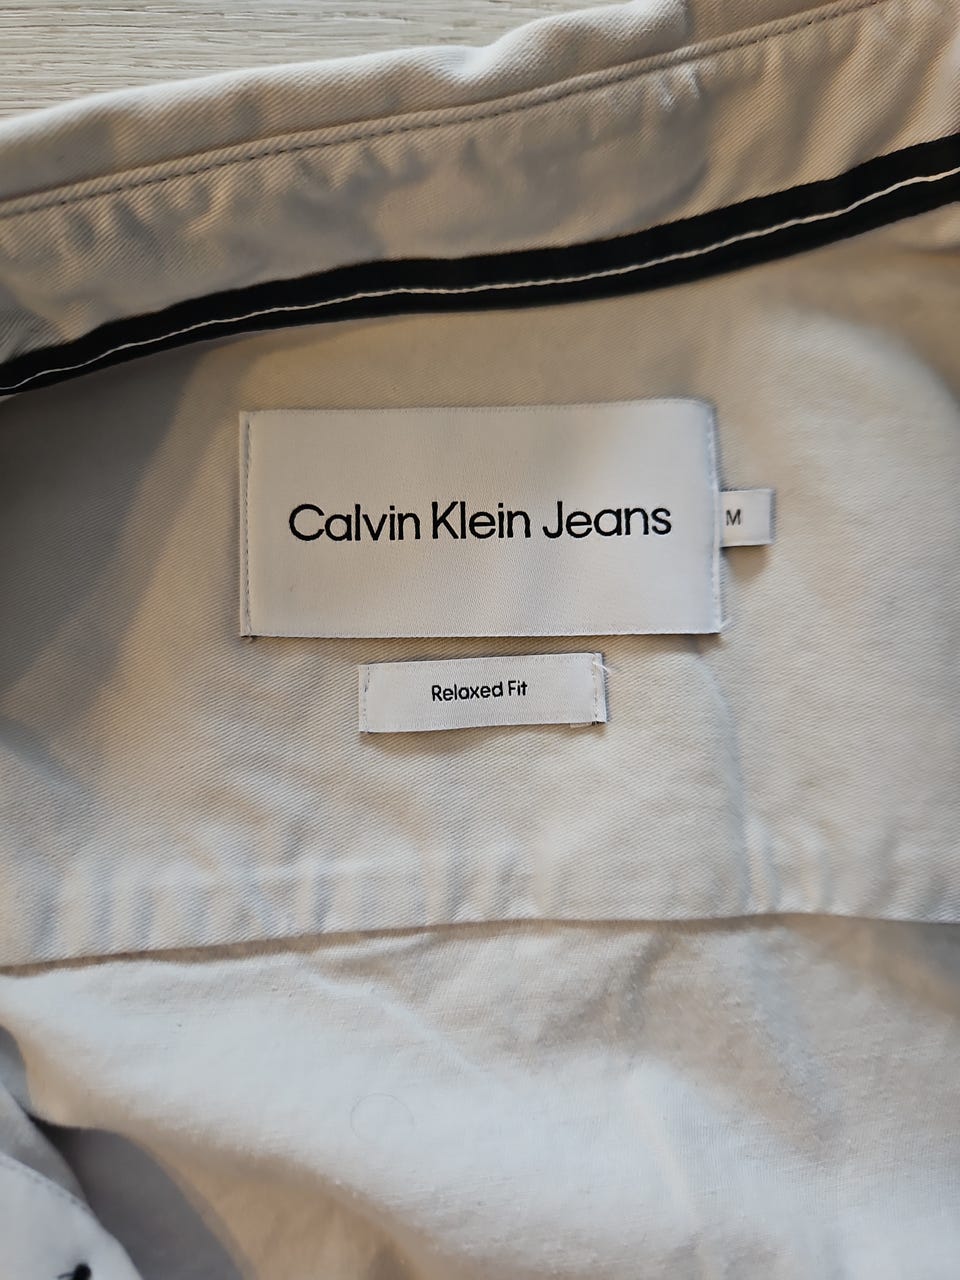 Calvin Klein Jeans
M
Relaxed Fit